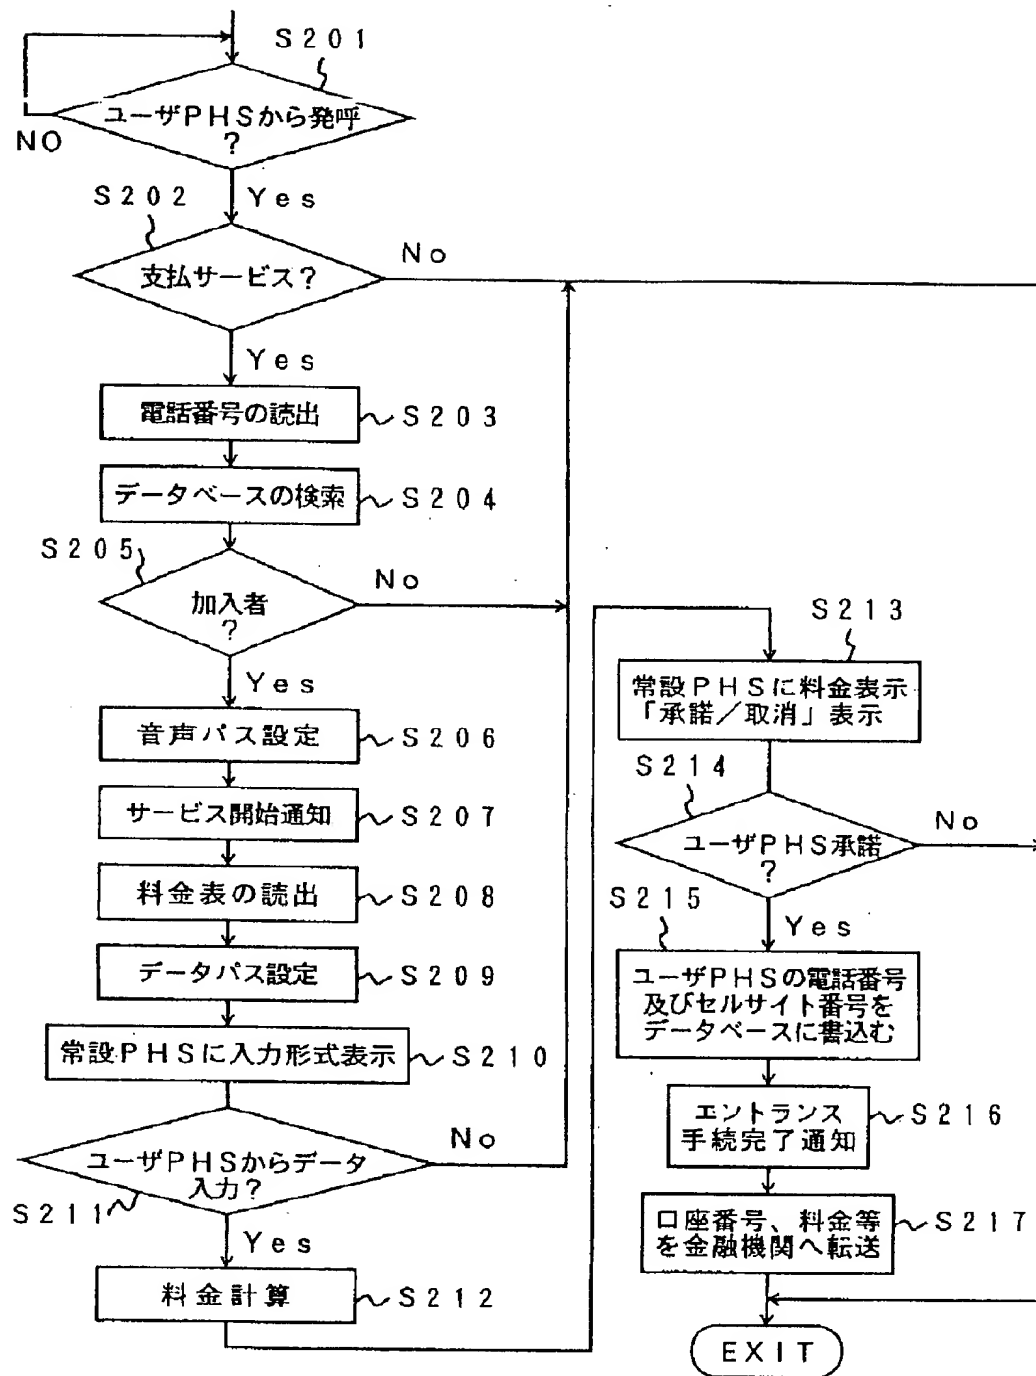 S201
ユーザPHSから発呼
?
NO
Yes
S202
支払サービス?
No
Yes
電話番号の読出
S203
データベースの検索
S204
S205
加入者
?
No
Yes
音声パス設定
S206
サービス開始通知
S207
料金表の読出
S208
データパス設定
S209
常設PHSに入力形式表示
S210
ユーザPHSからデータ
入力?
No
S211
Yes
料金計算
S212
S213
常設PHSに料金表示
「承諾/取消」表示
S214
ユーザPHS承諾
?
No
S215
Yes
ユーザPHSの電話番号
及びセルサイト番号を
データベースに書込む
エントランス
手続完了通知
S216
口座番号、料金等
を金融機関へ転送
S217
EXIT